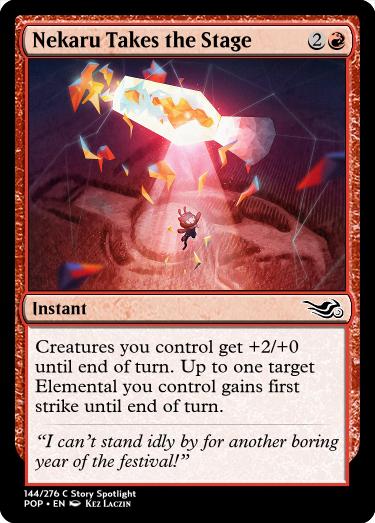 Nekaru Takes the Stage 2
Instant
Creatures you control get +2/+0
until end of turn. Up to one target
Elemental you control gains first
strike until end of turn.
“I can’t stand idly by for another boring
year of the festival!”
144/276 C Story Spotlight
POP • EN Kez Laczin